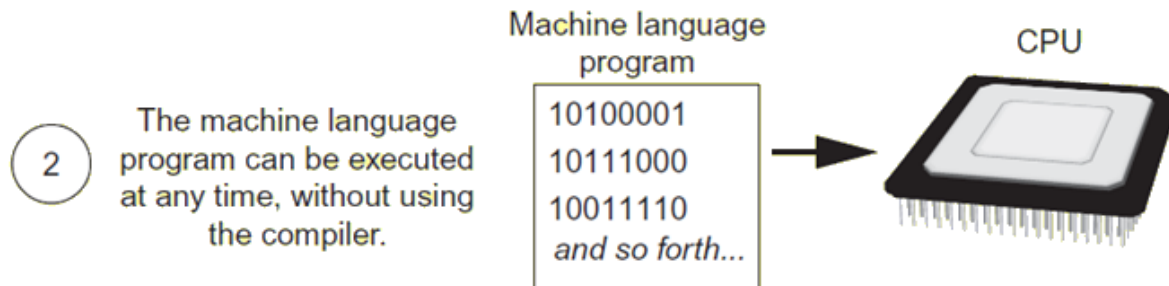 2
The machine language
program can be executed
at any time, without using
the compiler.
Machine language
program
10100001
10111000
10011110
and so forth...
CPU